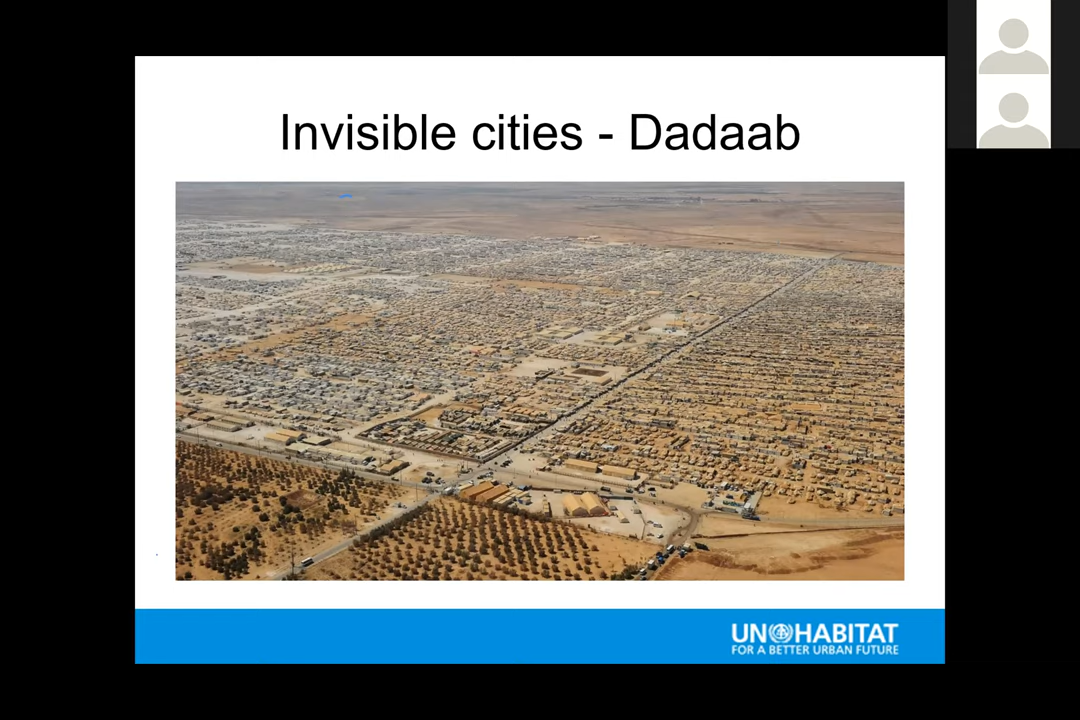 Invisible cities - Dadaab
UN HABITAT
FOR A BETTER URBAN FUTURE